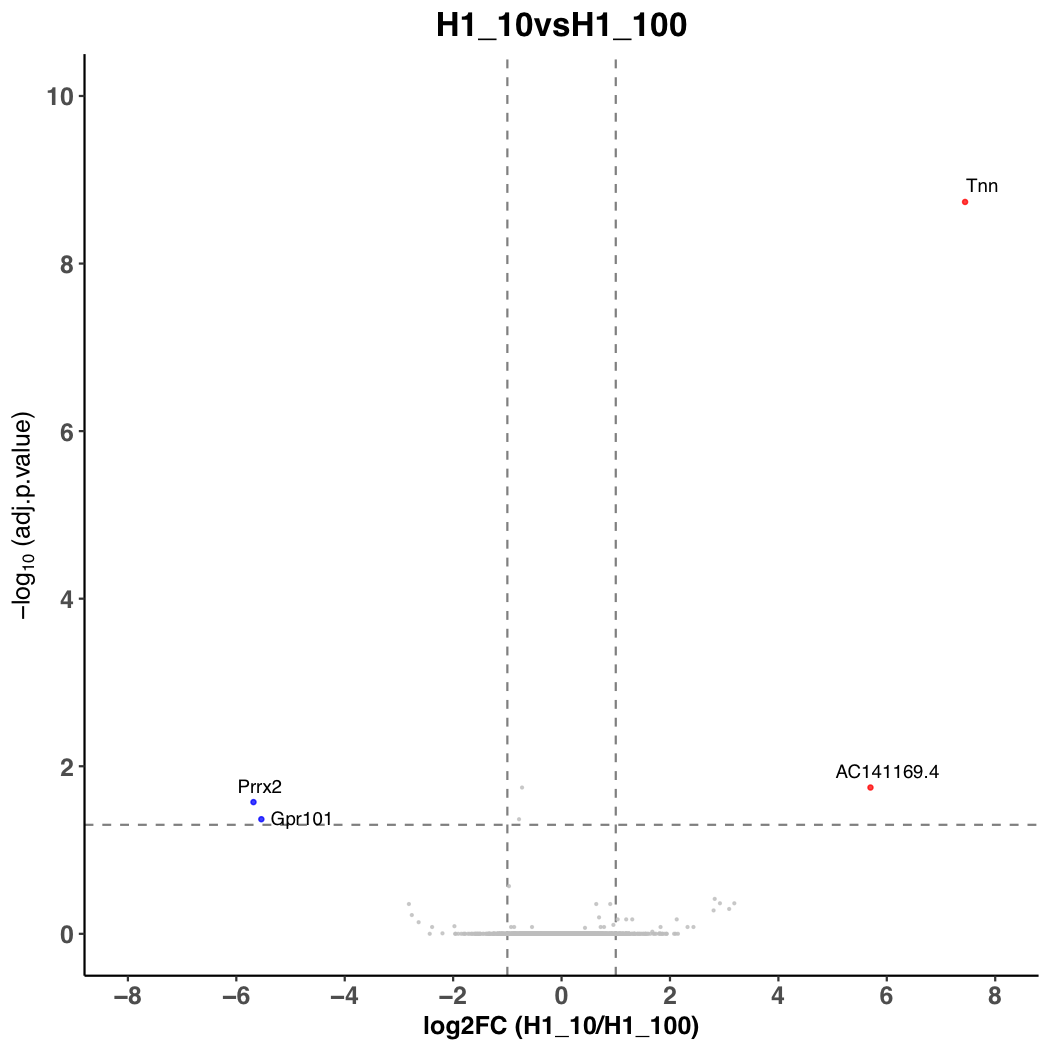 H1_10vsH1_100
10
8
6
4
2
0
−log10 (adj.p.value)
Tnn
AC141169.4
Prrx2
Gpr101
−8 −6 −4 −2 0 2 4 6 8
log2FC (H1_10/H1_100)